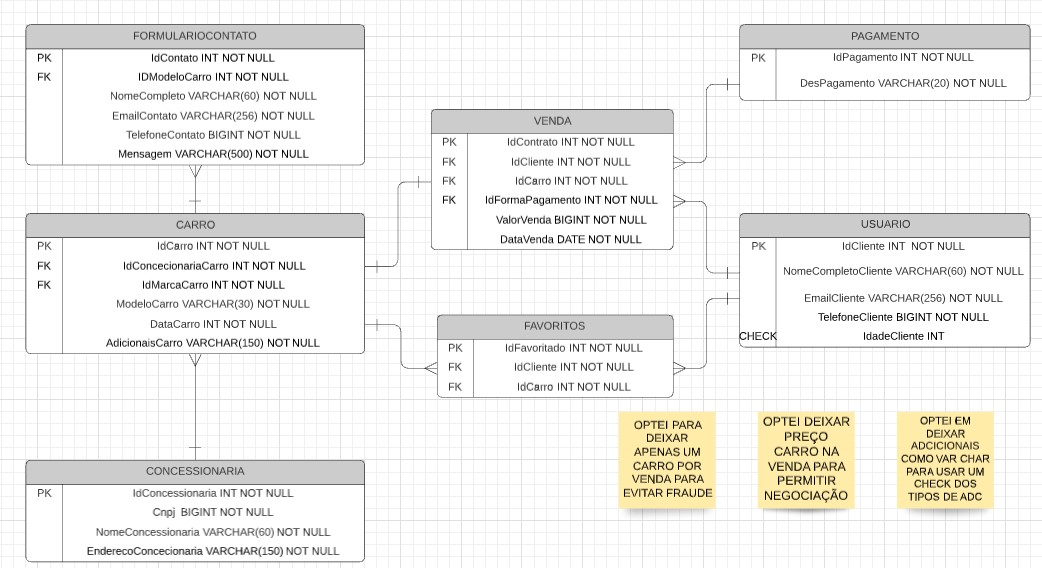 FORMULARIOCONTATO
PK IdContato INT NOT NULL
FK IDModeloCarro INT NOT NULL
NomeCompleto VARCHAR(60) NOT NULL
EmailContato VARCHAR(256) NOT NULL
TelefoneContato BIGINT NOT NULL
Mensagem VARCHAR(500) NOT NULL
CARRO
PK IdCarro INT NOT NULL
FK IdConcecionariaCarro INT NOT NULL
FK IdMarcaCarro INT NOT NULL
ModeloCarro VARCHAR(30) NOT NULL
DataCarro INT NOT NULL
AdicionaisCarro VARCHAR(150) NOT NULL
CONCESSIONARIA
PK IdConcessionaria INT NOT NULL
Cnpj BIGINT NOT NULL
NomeConcessionaria VARCHAR(60) NOT NULL
EnderecoConcecionaria VARCHAR(150) NOT NULL
VENDA
PK IdContrato INT NOT NULL
FK IdCliente INT NOT NULL
FK IdCarro INT NOT NULL
FK IdFormaPagamento INT NOT NULL
ValorVenda BIGINT NOT NULL
DataVenda DATE NOT NULL
FAVORITOS
PK IdFavoritado INT NOT NULL
FK IdCliente INT NOT NULL
FK IdCarro INT NOT NULL
PAGAMENTO
PK IdPagamento INT NOT NULL
DesPagamento VARCHAR(20) NOT NULL
USUARIO
PK IdCliente INT NOT NULL
NomeCompletoCliente VARCHAR(60) NOT NULL
EmailCliente VARCHAR(256) NOT NULL
TelefoneCliente BIGINT NOT NULL
CHECK IdadeCliente INT
OPTEI PARA
DEIXAR
APENAS UM
CARRO POR
VENDA PARA
EVITAR FRAUDE
OPTEI DEIXAR
PREÇO
CARRO NA
VENDA PARA
PERMITIR
NEGOCIAÇÃO
OPTEI EM
DEIXAR
ADCICIONAIS
COMO VAR CHAR
PARA USAR UM
CHECK DOS
TIPOS DE ADC